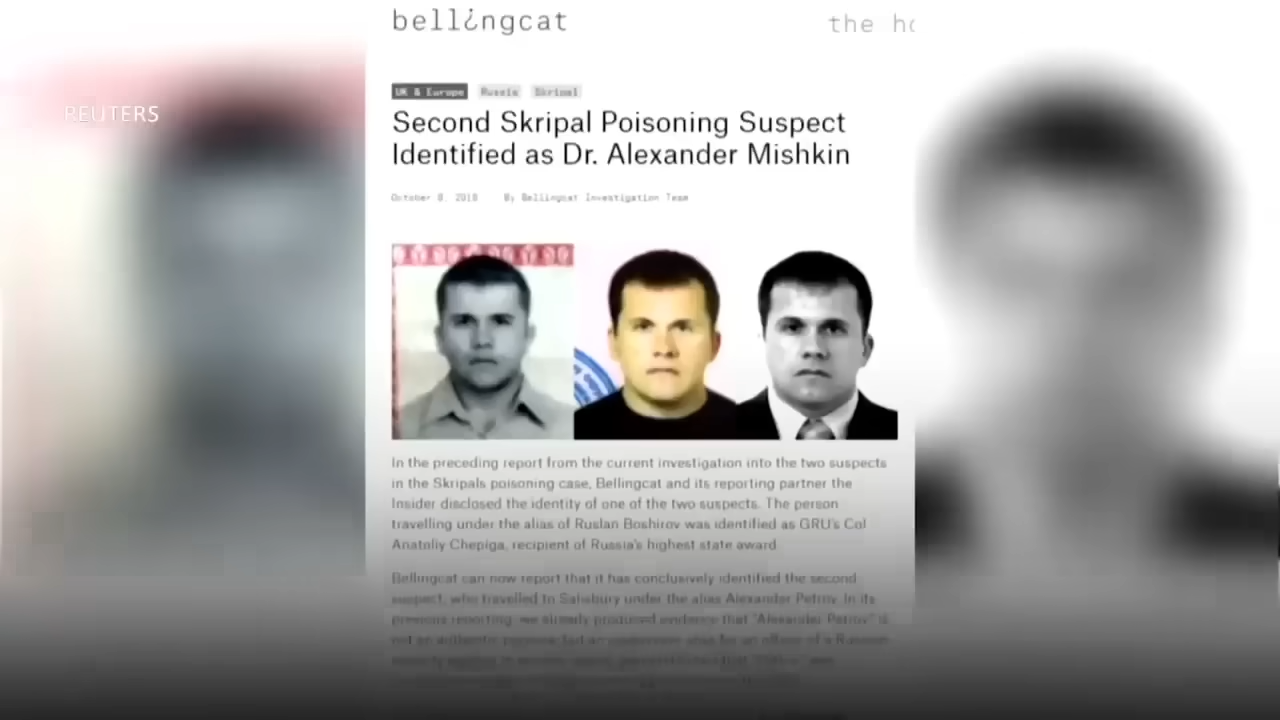 bell¿ngcat
the ho
REUTERS
UK & Europe Russia Skripal
Second Skripal Poisoning Suspect
Identified as Dr. Alexander Mishkin
October 8, 2018 By Bellingcat Investigation Team
In the preceding report from the current investigation into the two suspects
in the Skripals poisoning case, Bellingcat and its reporting partner the
Insider disclosed the identity of one of the two suspects. The person
travelling under the alias of Ruslan Boshirov was identified as GRU's Col
Anatoliy Chepiga, recipient of Russia's highest state award.
Bellingcat can now report that it has conclusively identified the second
suspect, who travelled to Salisbury under the alias Alexander Petrov. In its
previous reporting, we already produced evidence that "Alexander Petrov" is
not an authentic